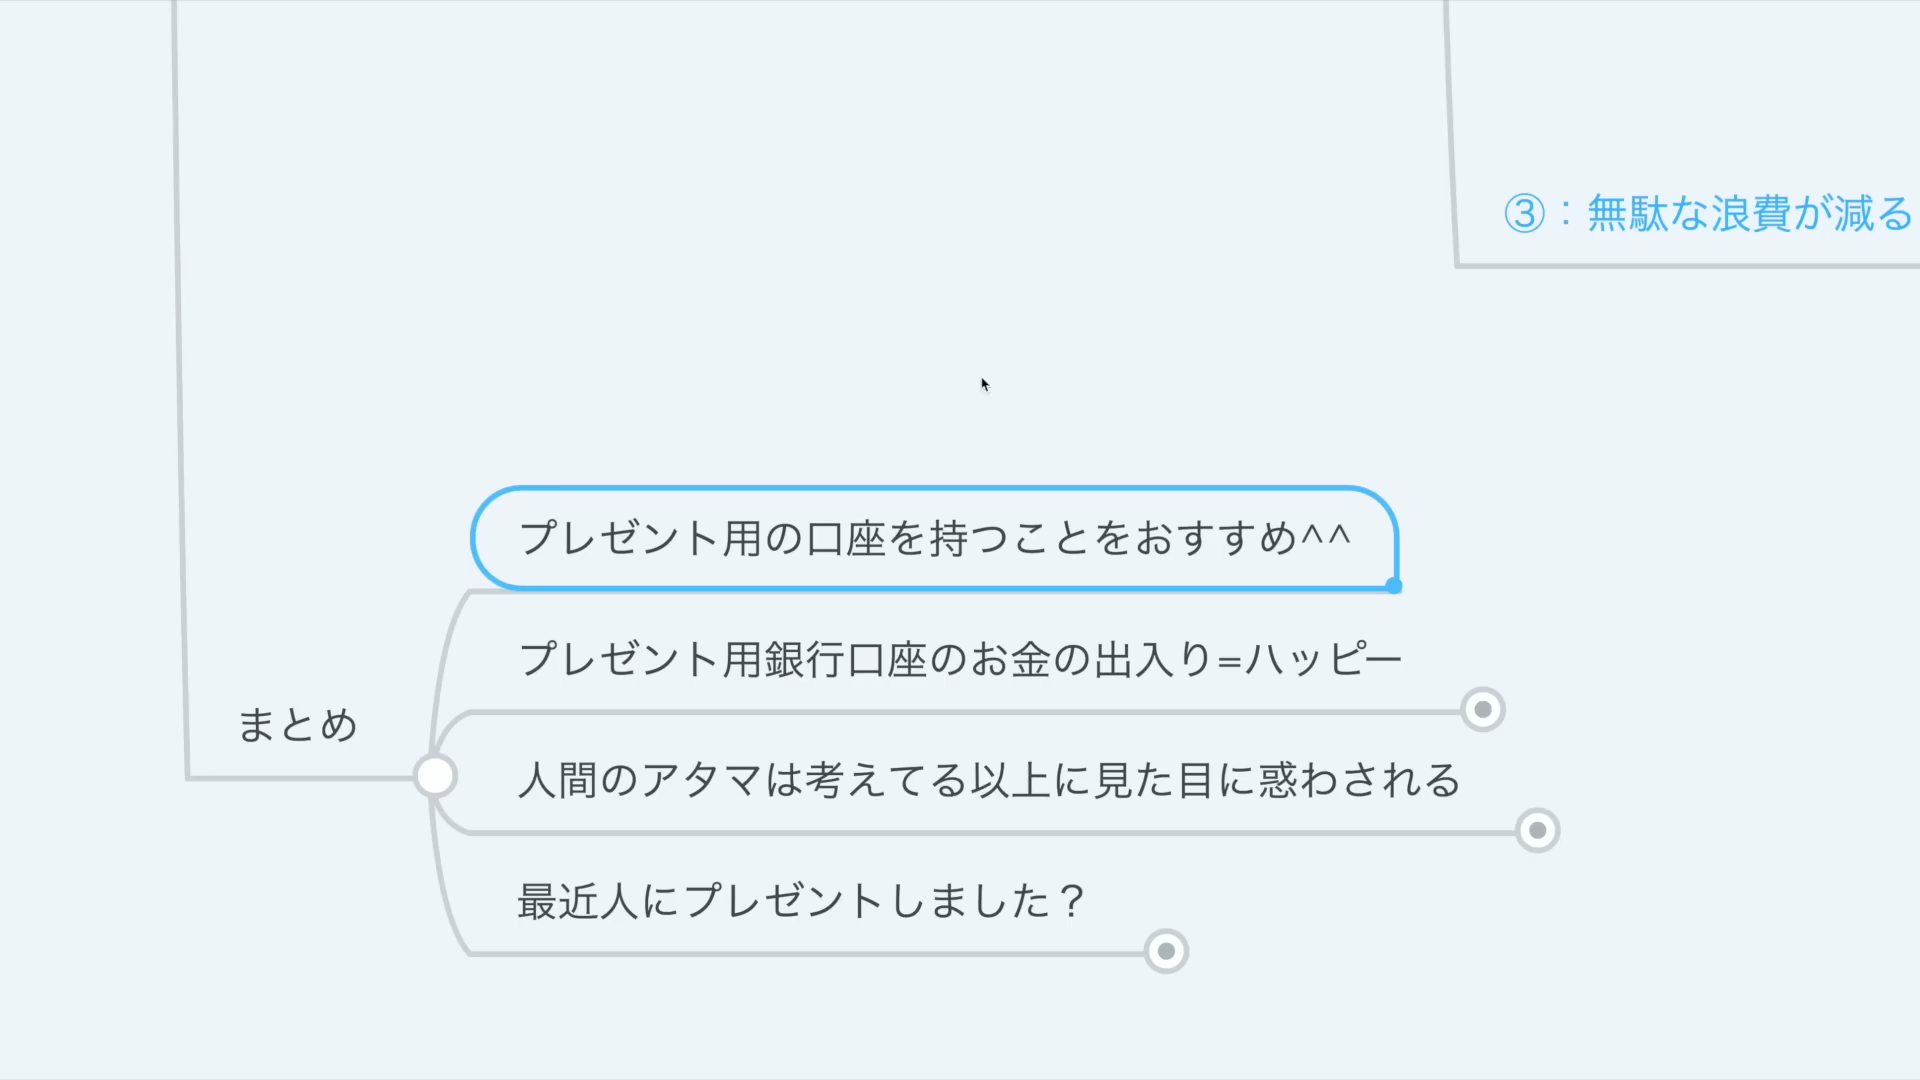 ③：無駄な浪費が減る
プレゼント用の口座を持つことをおすすめ^^
プレゼント用銀行口座のお金の出入り=ハッピー
まとめ
人間のアタマは考えてる以上に見た目に惑わされる
最近人にプレゼントしました？